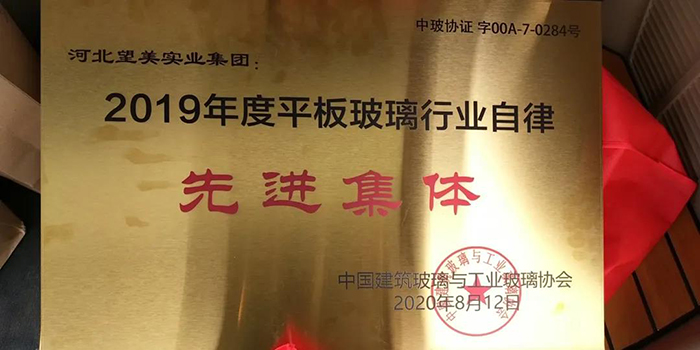 中玻协证 字00A-7-0284号
河北望美实业集团：
2019年度平板玻璃行业自律
先进集体
中国建筑玻璃与工业玻璃协会
2020年8月12日